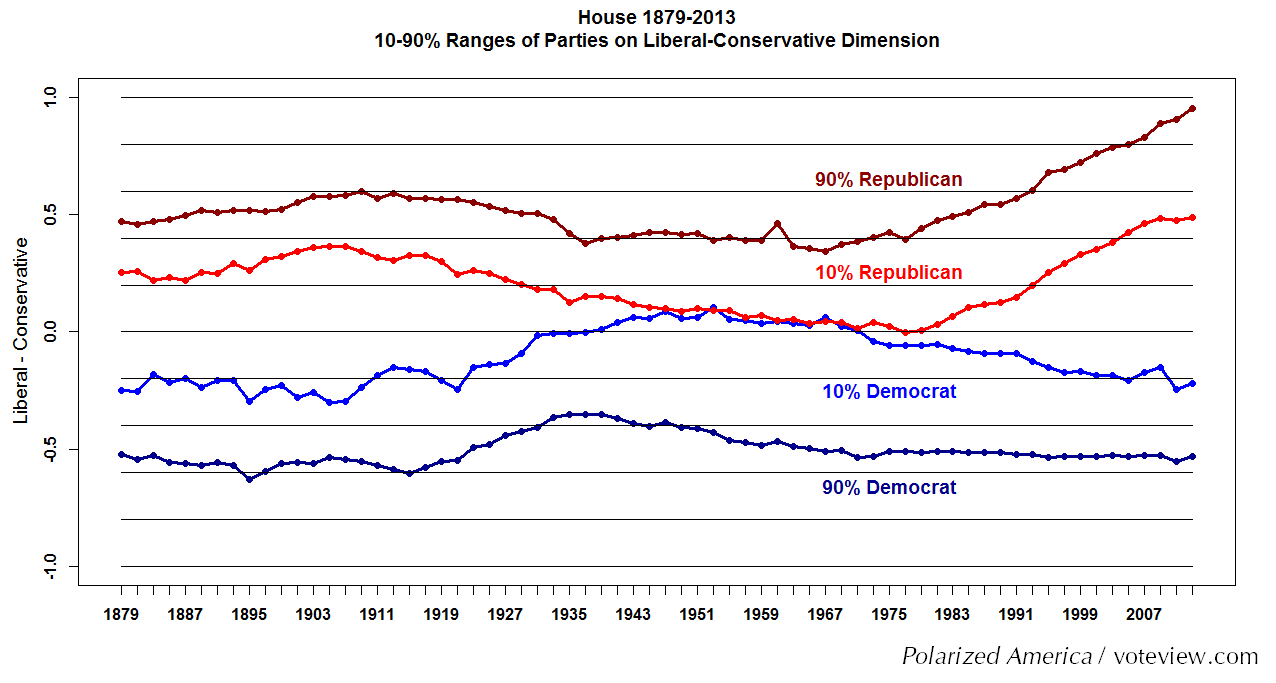 House 1879-2013
10-90% Ranges of Parties on Liberal-Conservative Dimension
Liberal - Conservative
1.0
0.5
0.0
-0.5
-1.0
90% Republican
10% Republican
10% Democrat
90% Democrat
1879 1887 1895 1903 1911 1919 1927 1935 1943 1951 1959 1967 1975 1983 1991 1999 2007
Polarized America / voteview.com